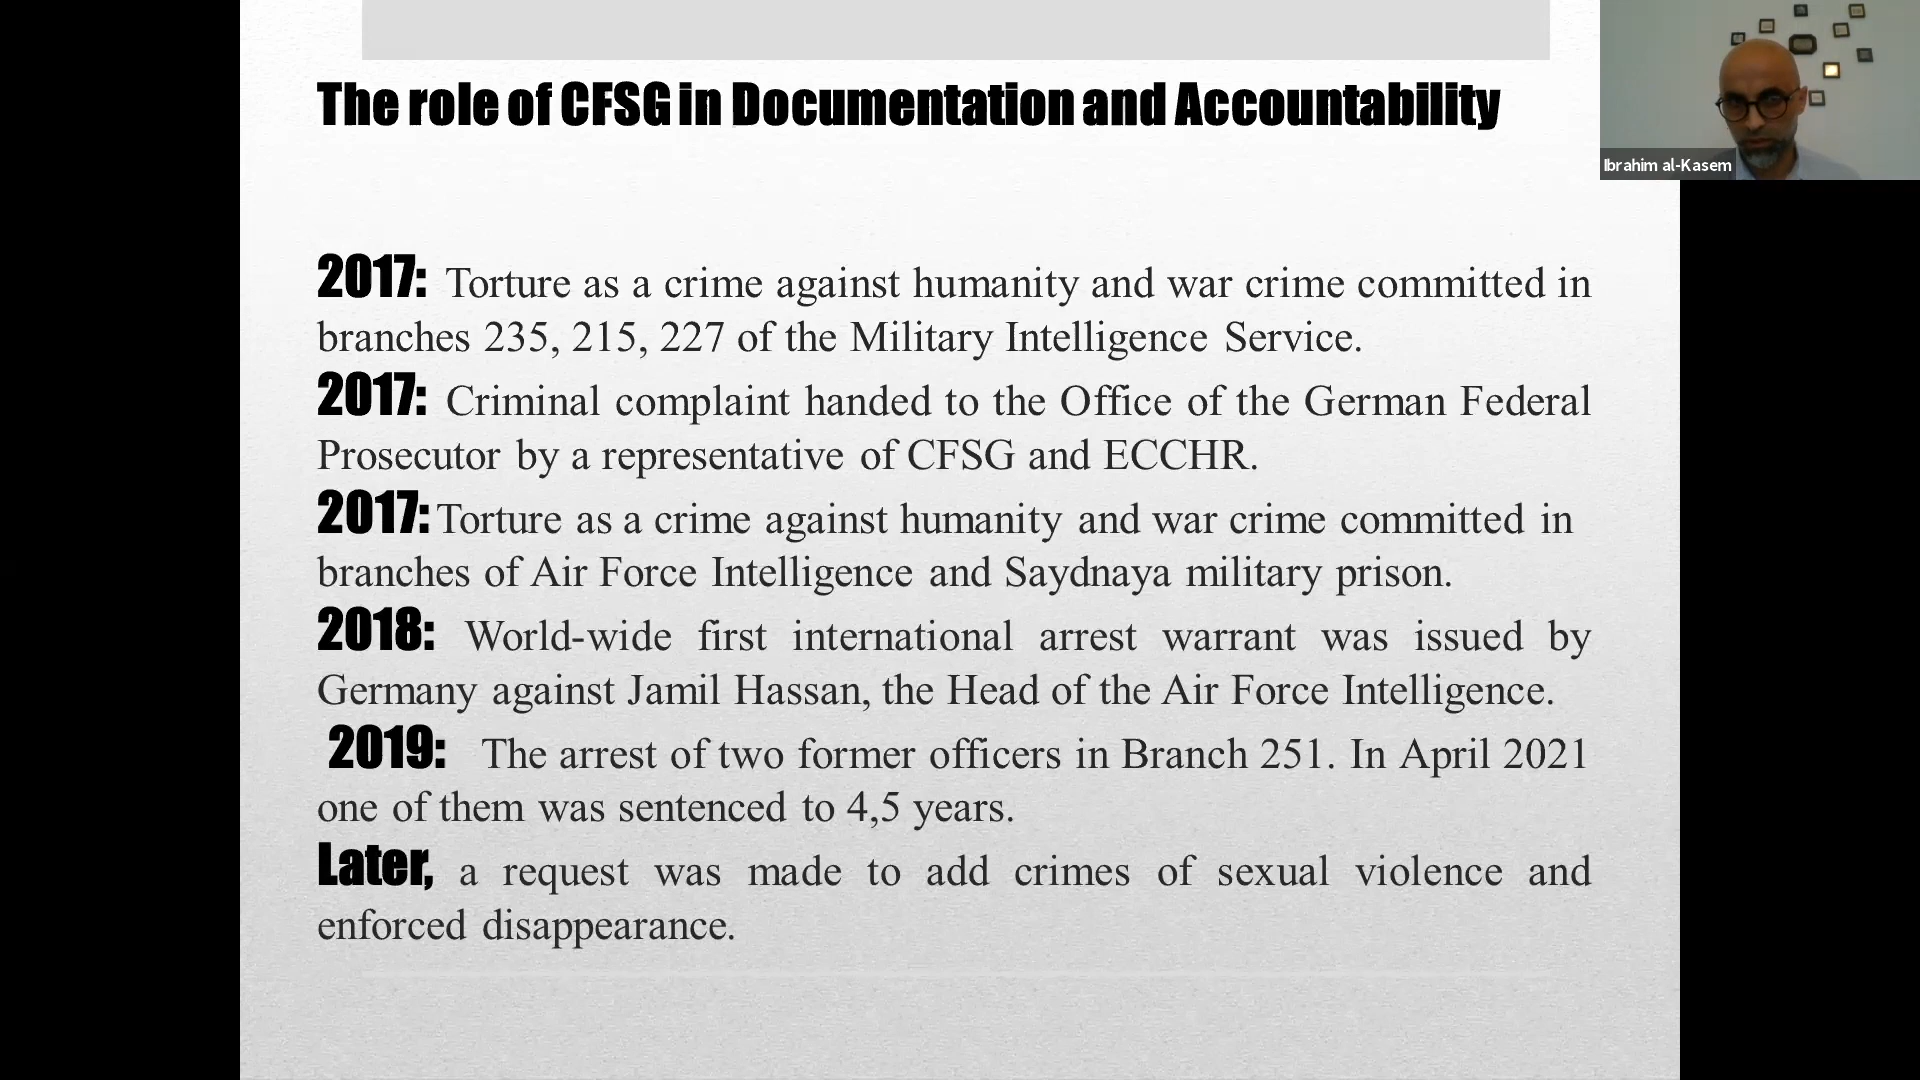 The role of CFSG in Documentation and Accountability
Ibrahim al-Kasem
2017: Torture as a crime against humanity and war crime committed in
branches 235, 215, 227 of the Military Intelligence Service.
2017: Criminal complaint handed to the Office of the German Federal
Prosecutor by a representative of CFSG and ECCHR.
2017: Torture as a crime against humanity and war crime committed in
branches of Air Force Intelligence and Saydnaya military prison.
2018: World-wide first international arrest warrant was issued by
Germany against Jamil Hassan, the Head of the Air Force Intelligence.
2019: The arrest of two former officers in Branch 251. In April 2021
one of them was sentenced to 4,5 years.
Later, a request was made to add crimes of sexual violence and
enforced disappearance.